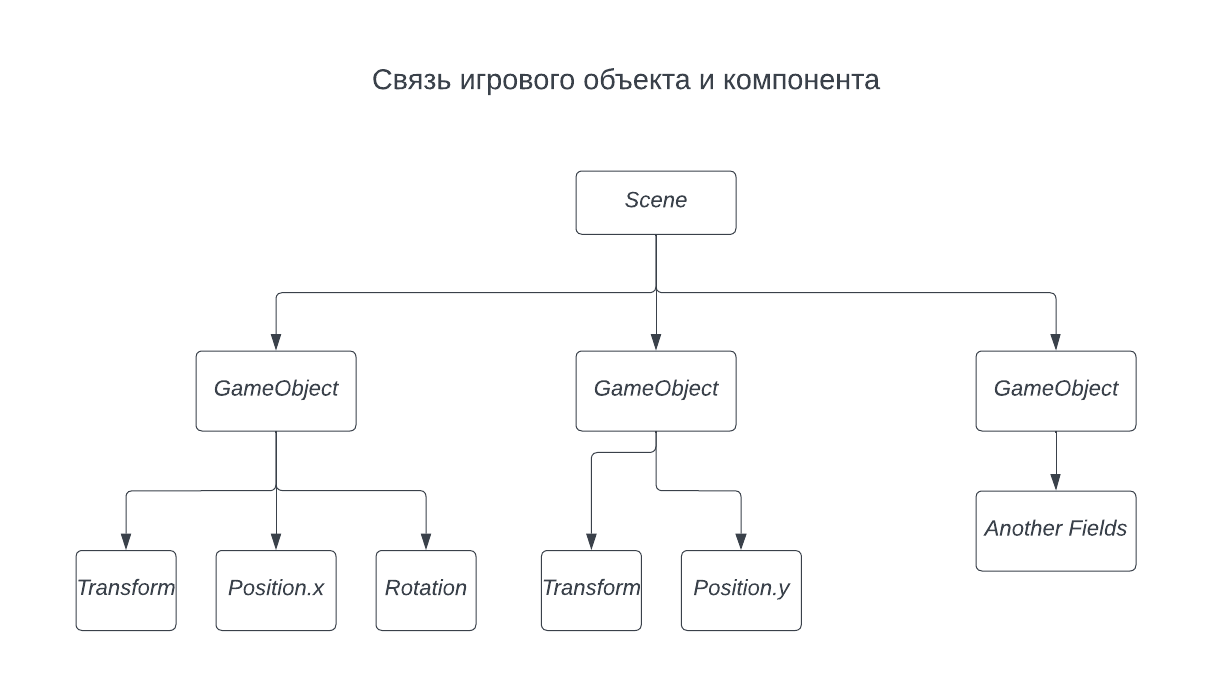 Связь игрового объекта и компонента
Scene
GameObject
GameObject
GameObject
Another Fields
Transform
Position.x
Rotation
Transform
Position.y